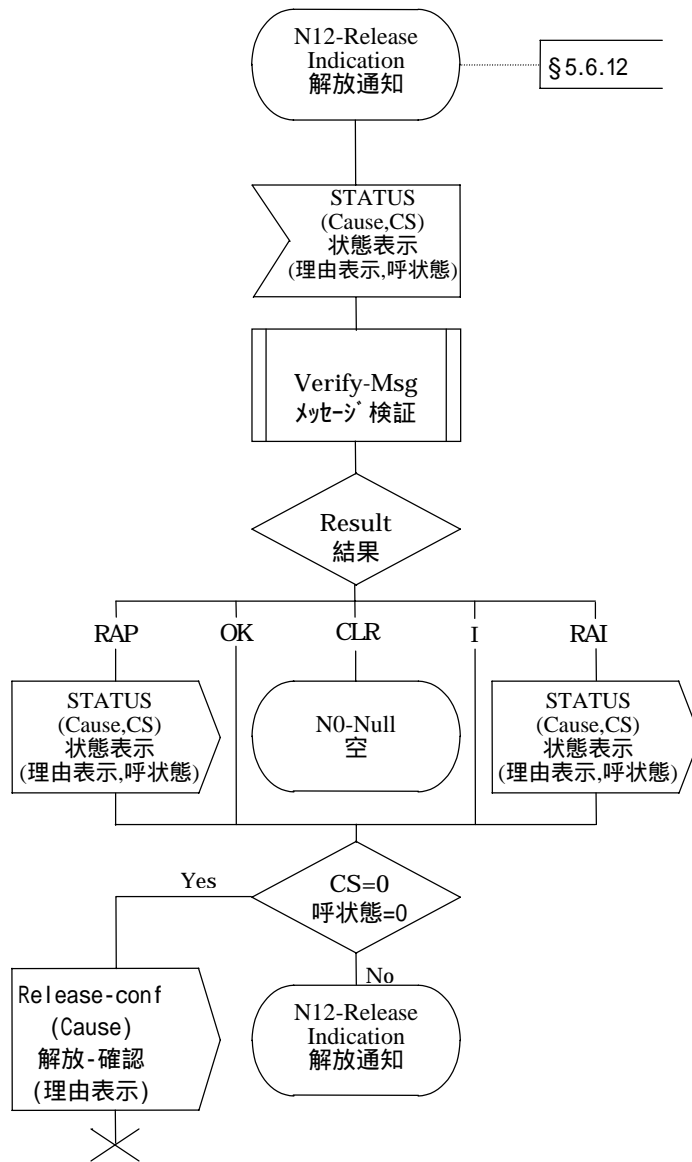 N12-Release
Indication
解放通知
§5.6.12
STATUS
(Cause,CS)
状態表示
(理由表示,呼状態)
Verify-Msg
メッセージ検証
Result
結果
RAP
OK
CLR
I
RAI
STATUS
(Cause,CS)
状態表示
(理由表示,呼状態)
N0-Null
空
STATUS
(Cause,CS)
状態表示
(理由表示,呼状態)
Yes
CS=0
呼状態=0
No
Release-conf
(Cause)
解放-確認
(理由表示)
N12-Release
Indication
解放通知